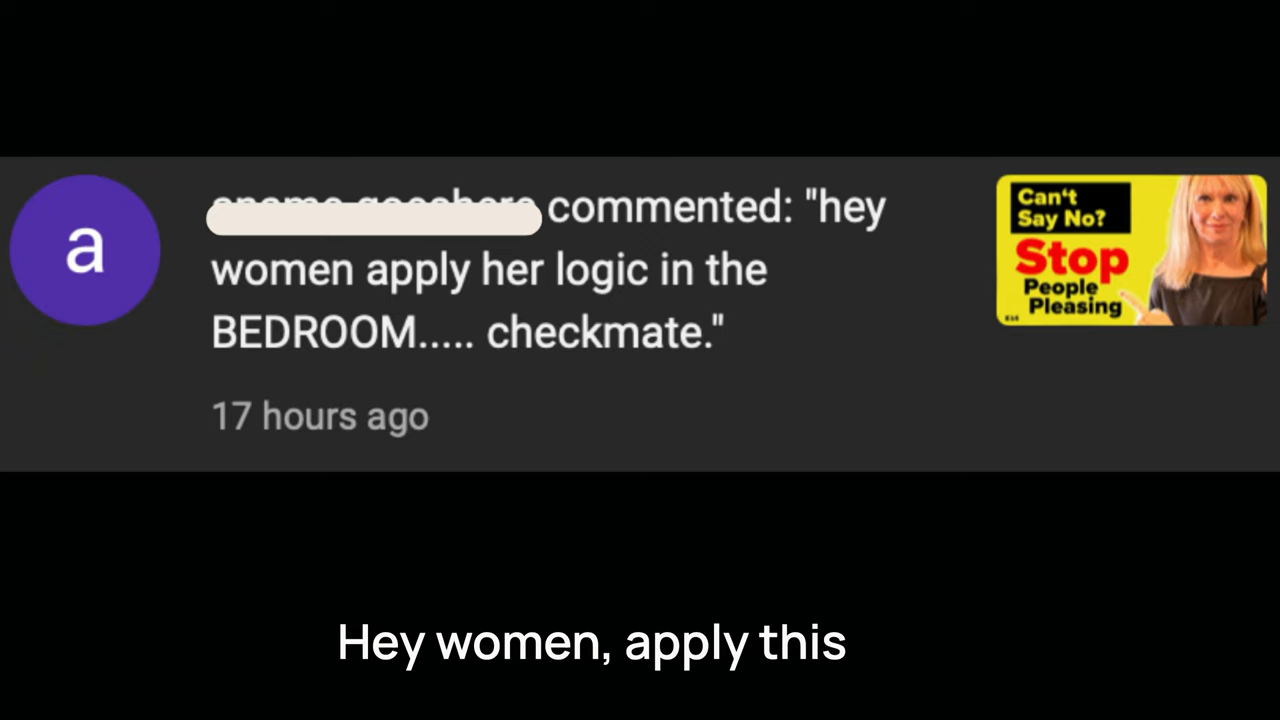 a
commented: "hey
women apply her logic in the
BEDROOM..... checkmate."
17 hours ago
Can't
Say No?
Stop
People
Pleasing
Hey women, apply this